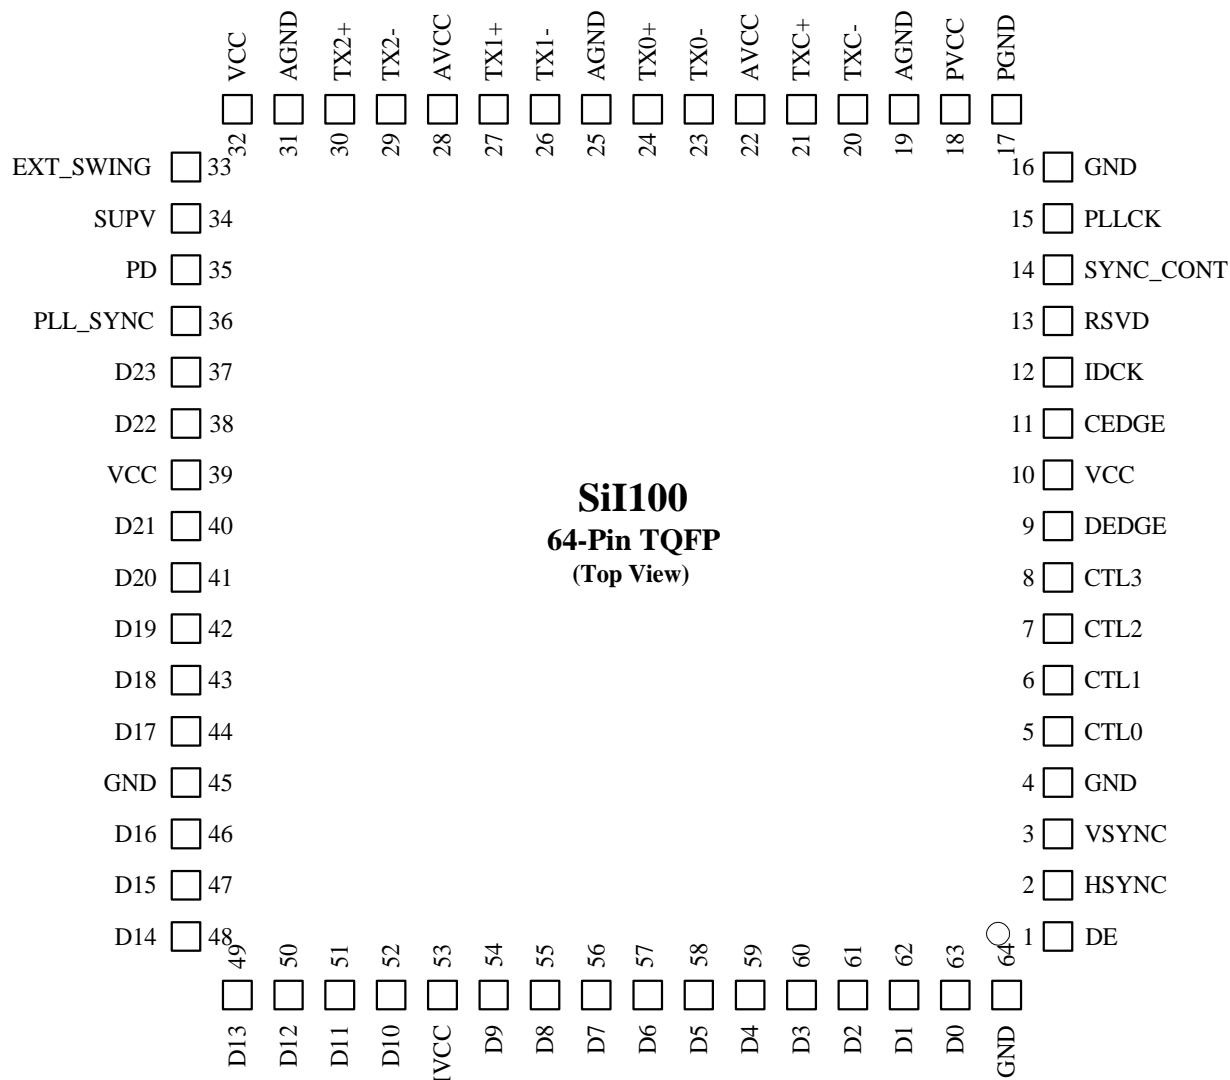 VCC AGND TX2+ TX2- AVCC TX1+ TX1- AGND TX0+ TX0- AVCC TXC+ TXC- AGND PVCC PGND
32 31 30 29 28 27 26 25 24 23 22 21 20 19 18 17
EXT_SWING 33 16 GND
SUPV 34 15 PLLCK
PD 35 14 SYNC_CONT
PLL_SYNC 36 13 RSVD
D23 37 12 IDCK
D22 38 11 CEDGE
VCC 39 10 VCC
SiI100
D21 40 9 DEDGE
64-Pin TQFP
(Top View)
D20 41 8 CTL3
D19 42 7 CTL2
D18 43 6 CTL1
D17 44 5 CTL0
GND 45 4 GND
D16 46 3 VSYNC
D15 47 2 HSYNC
D14 48 1 DE
49 50 51 52 53 54 55 56 57 58 59 60 61 62 63 64
D13 D12 D11 D10 IVCC D9 D8 D7 D6 D5 D4 D3 D2 D1 D0 GND